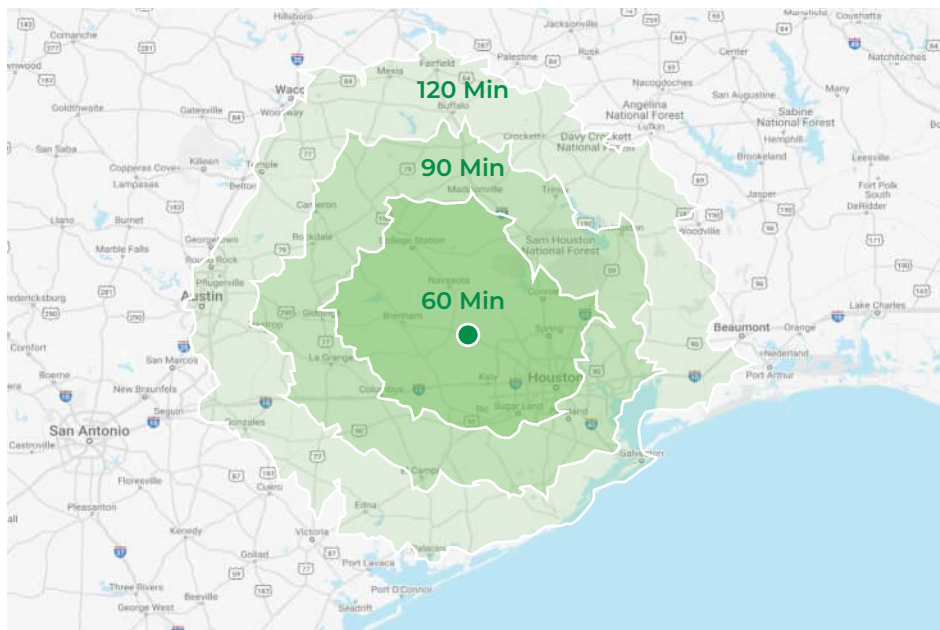 Hillsboro
Jacksonville
Mansfield
Coushatta
Comanche
Palestine
Rusk
Center
Natchitoches
Mexia
Fairfield
Nacogdoches
Goldthwaite
Gatesville
120 Min
Buffalo
San Augustine
Many
Angelina
National Forest
Sabine
National Forest
Lufkin
Crockett
Davy Crockett
National Forest
Hemphill
San Saba
Killeen
Temple
90 Min
Brookeland
Leesville
Copperas Cove
Lampasas
Belton
Madisonville
Trinity
Jasper
Fort Polk
South
DeRidder
Llano
Burnet
Cameron
Woodville
Marble Falls
Georgetown
Rockdale
College Station
Sam Houston
National Forest
Round Rock
Pflugerville
Navasota
Conroe
Austin
60 Min
Lake Charles
Giddings
Brenham
Spring
Beaumont
Orange
Comfort
San Marcos
La Grange
Nederland
Boerne
New Braunfels
Columbus
Katy
Houston
Port Arthur
Seguin
Sugar Land
San Antonio
Gonzales
Castroville
Galveston
El Campo
Floresville
Cuero
Pleasanton
Edna
Kenedy
Victoria
Goliad
Palacios
Port Lavaca
Three Rivers
Beeville
Port O'Connor
George West
Seadrift